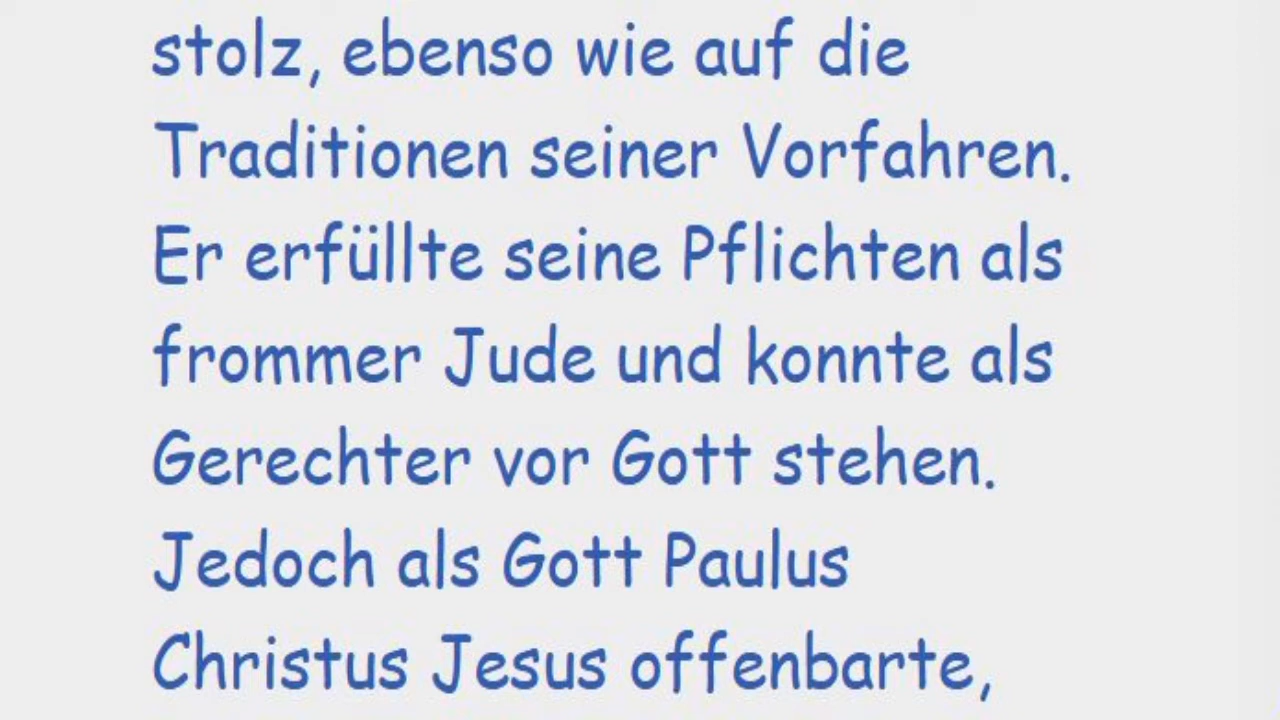 stolz, ebenso wie auf die
Traditionen seiner Vorfahren.
Er erfüllte seine Pflichten als
frommer Jude und konnte als
Gerechter vor Gott stehen.
Jedoch als Gott Paulus
Christus Jesus offenbarte,